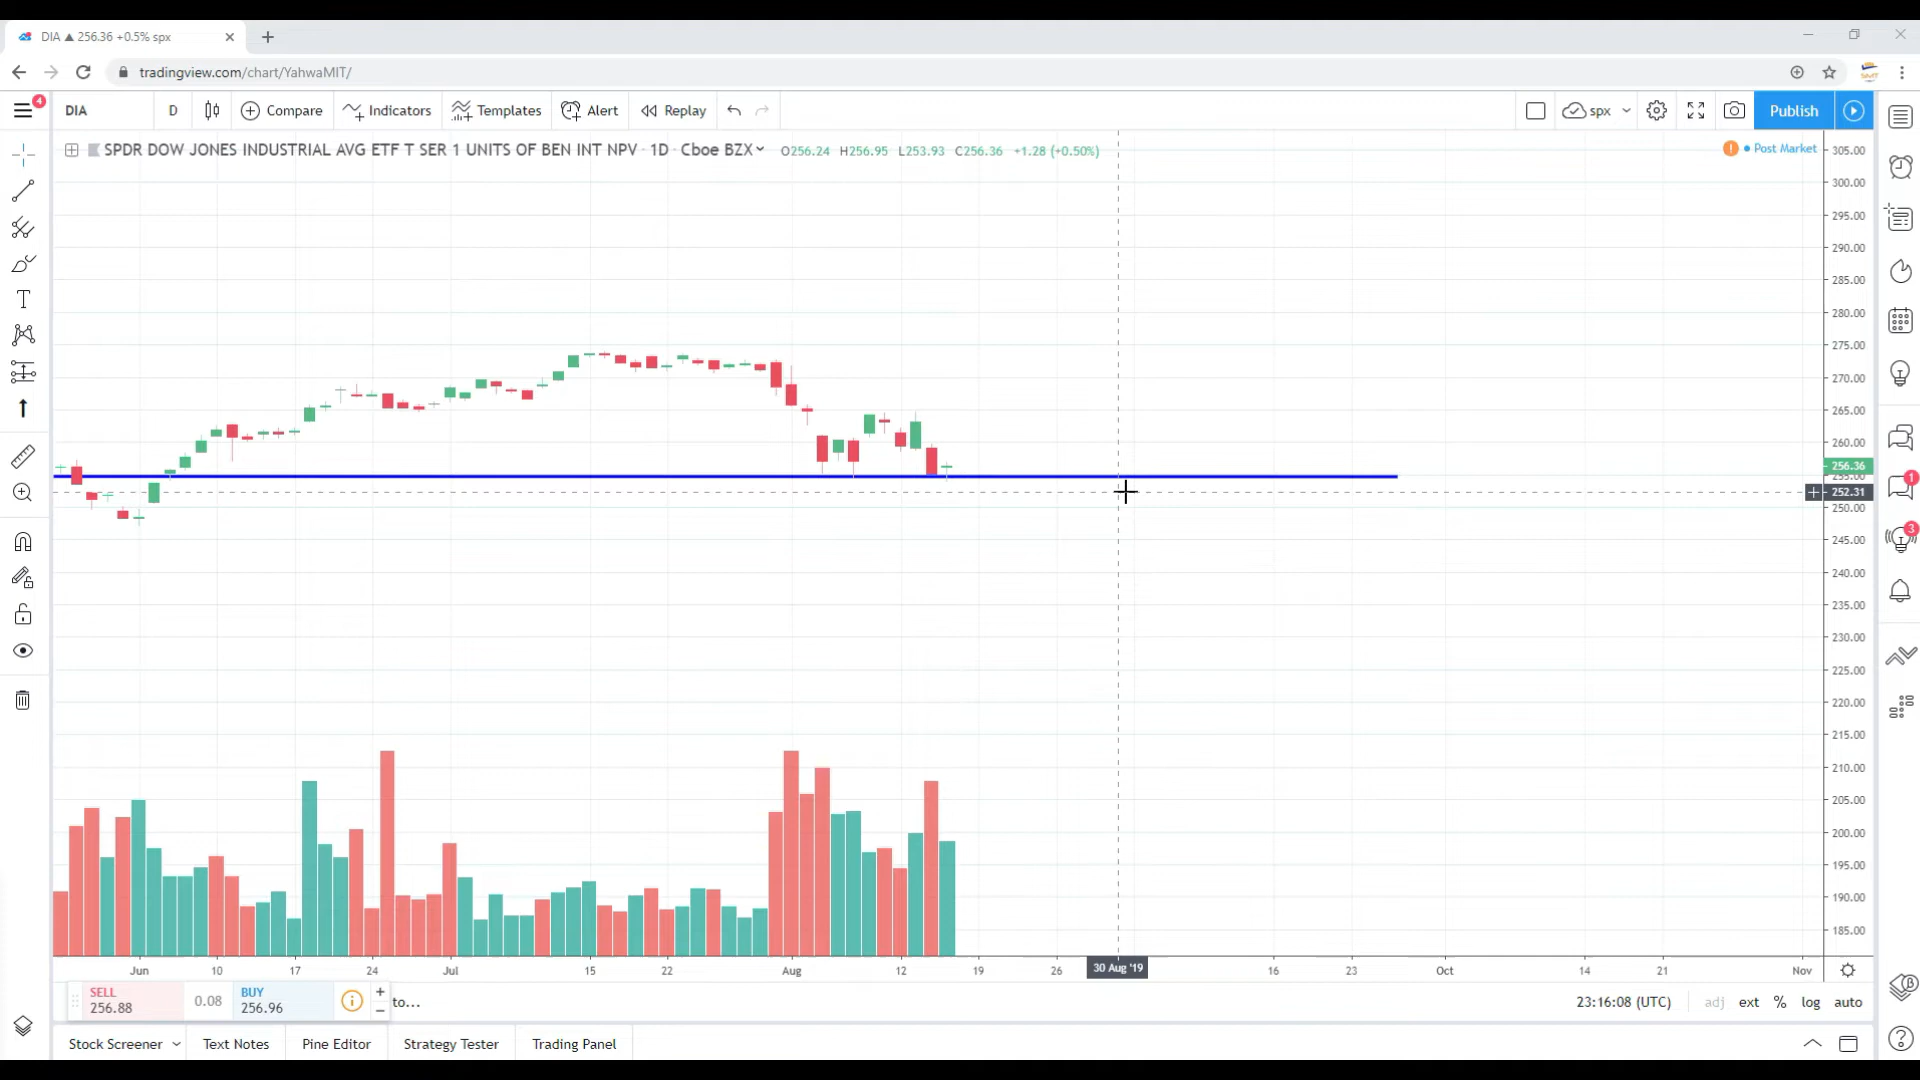 DIA ▲ 256.36 +0.5% spx
tradingview.com/chart/YahwaMIT/
SMT
4
DIA D Compare Indicators Templates Alert Replay spx Publish
SPDR DOW JONES INDUSTRIAL AVG ETF T SER 1 UNITS OF BEN INT NPV · 1D · Cboe BZX O256.24 H256.95 L253.93 C256.36 +1.28 (+0.50%)
Post Market
305.00
300.00
295.00
290.00
285.00
280.00
275.00
270.00
265.00
260.00
256.36
255.00
252.31
250.00
245.00
240.00
235.00
230.00
225.00
220.00
215.00
210.00
205.00
200.00
195.00
190.00
185.00
1
3
Jun 10 17 24 Jul 15 22 Aug 12 19 26 30 Aug '19 16 23 Oct 14 21 Nov
SELL
256.88
0.08
BUY
256.96
to...
23:16:08 (UTC) adj ext % log auto
Stock Screener Text Notes Pine Editor Strategy Tester Trading Panel